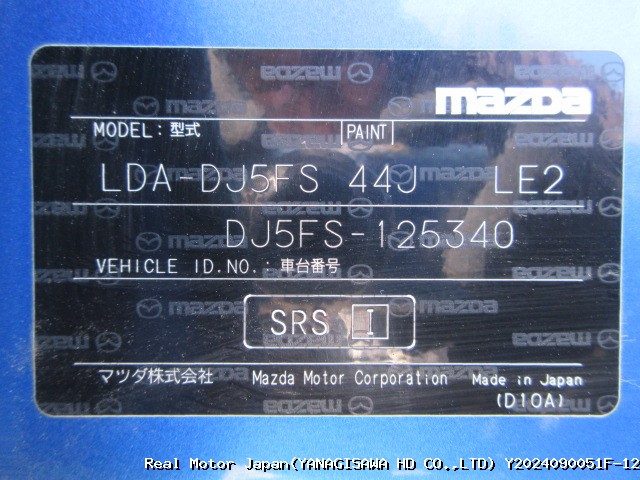 mazda
MODEL: 型式 PAINT
LDA-DJ5FS 44J LE2
DJ5FS-125340
VEHICLE ID.NO.: 車台番号
SRS I
マツダ株式会社 Mazda Motor Corporation Made in Japan
(D10A)
Real Motor Japan(YANAGISAWA HD CO.,LTD) Y2024090051F-12